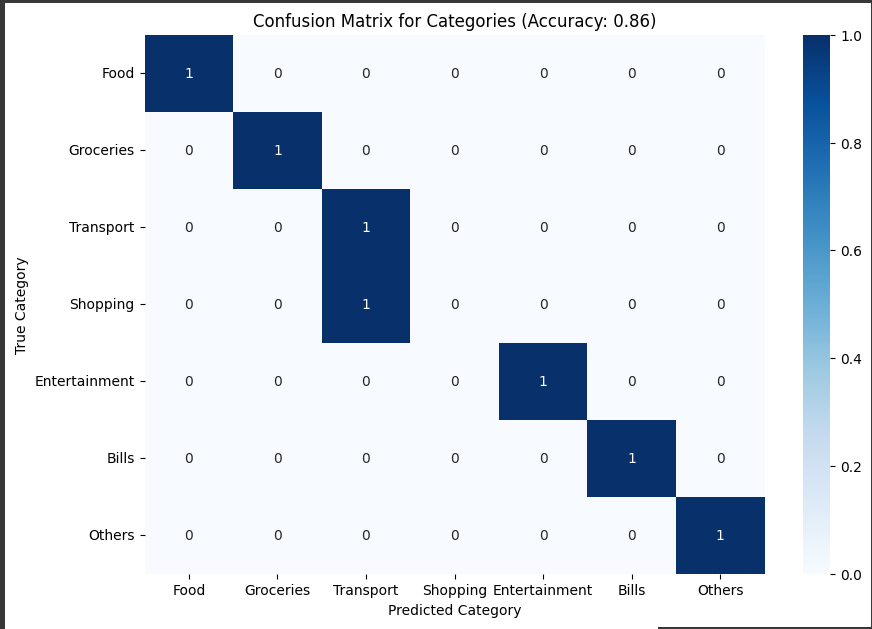 Confusion Matrix for Categories (Accuracy: 0.86)
Food 1 0 0 0 0 0 0
Groceries 0 1 0 0 0 0 0
Transport 0 0 1 0 0 0 0
Shopping 0 0 1 0 0 0 0
Entertainment 0 0 0 0 1 0 0
Bills 0 0 0 0 0 1 0
Others 0 0 0 0 0 0 1
Food Groceries Transport Shopping Entertainment Bills Others
Predicted Category
True Category
1.0
0.8
0.6
0.4
0.2
0.0